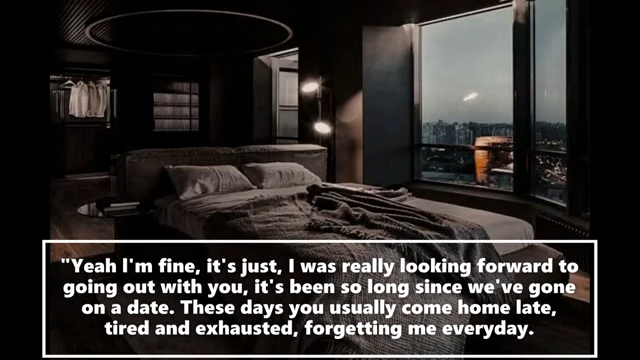 "Yeah I'm fine, it's just, I was really looking forward to
going out with you, it's been so long since we've gone
on a date. These days you usually come home late,
tired and exhausted, forgetting me everyday.